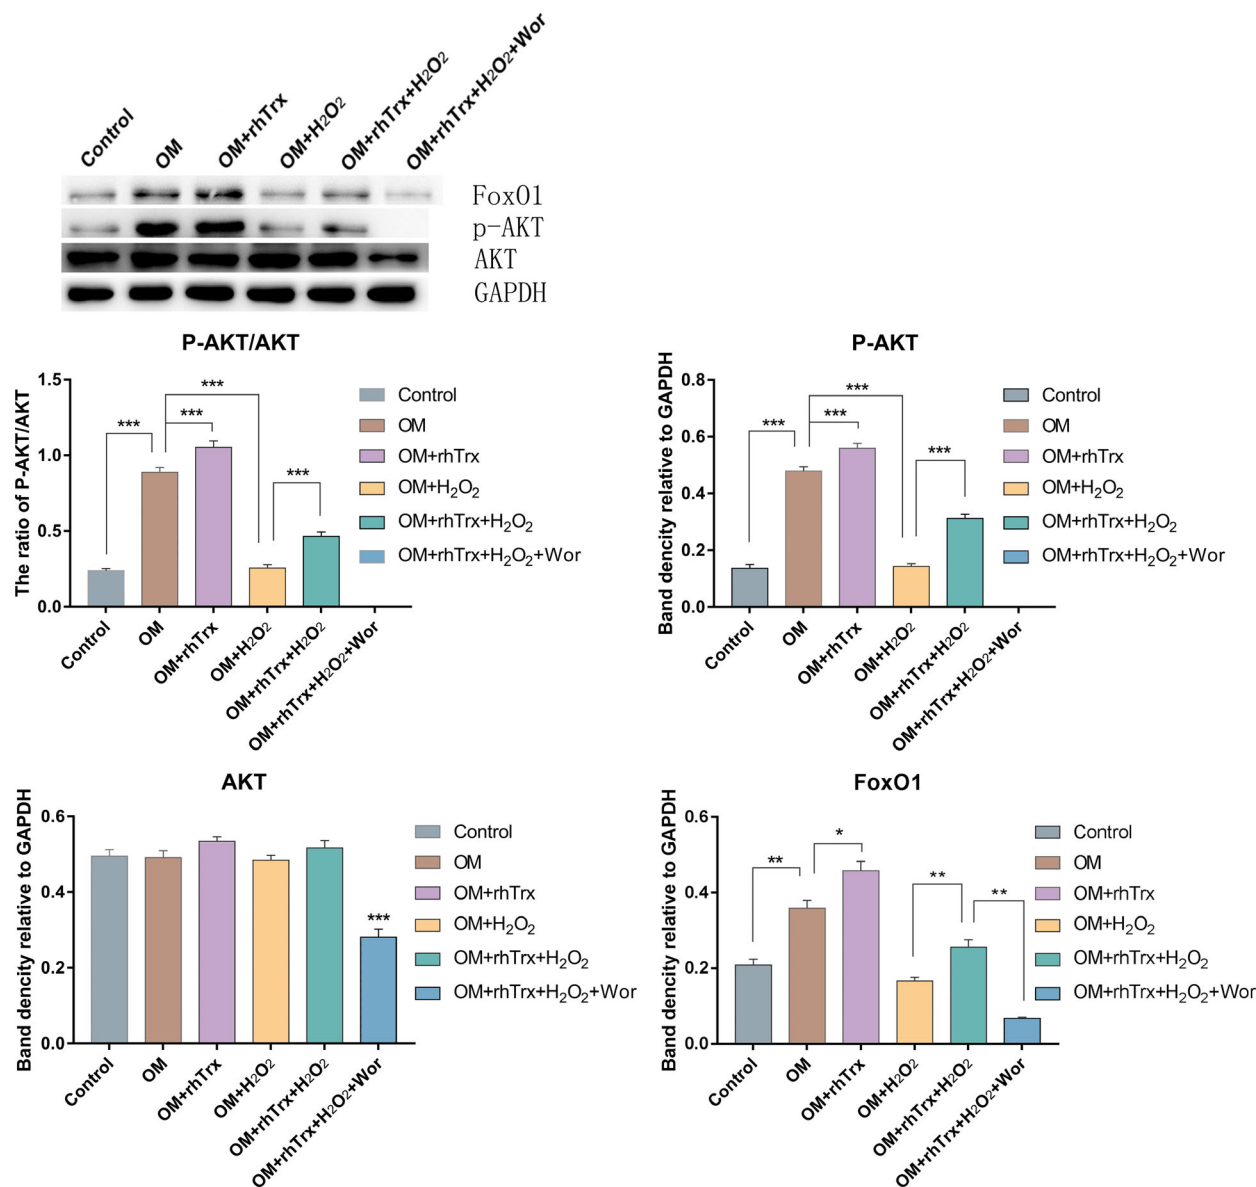 Control
OM
OM+rhTrx
OM+H2O2
OM+rhTrx+H2O2
OM+rhTrx+H2O2+Wor
FoxO1
p-AKT
AKT
GAPDH
P-AKT/AKT
The ratio of P-AKT/AKT
1.5
1.0
0.5
0.0
***
***
***
***
Control
OM
OM+rhTrx
OM+H2O2
OM+rhTrx+H2O2
OM+rhTrx+H2O2+Wor
Control
OM
OM+rhTrx
OM+H2O2
OM+rhTrx+H2O2
OM+rhTrx+H2O2+Wor
P-AKT
Band dencity relative to GAPDH
0.8
0.6
0.4
0.2
0.0
***
***
***
***
Control
OM
OM+rhTrx
OM+H2O2
OM+rhTrx+H2O2
OM+rhTrx+H2O2+Wor
Control
OM
OM+rhTrx
OM+H2O2
OM+rhTrx+H2O2
OM+rhTrx+H2O2+Wor
AKT
Band dencity relative to GAPDH
0.6
0.4
0.2
0.0
***
Control
OM
OM+rhTrx
OM+H2O2
OM+rhTrx+H2O2
OM+rhTrx+H2O2+Wor
Control
OM
OM+rhTrx
OM+H2O2
OM+rhTrx+H2O2
OM+rhTrx+H2O2+Wor
FoxO1
Band dencity relative to GAPDH
0.6
0.4
0.2
0.0
**
*
**
**
Control
OM
OM+rhTrx
OM+H2O2
OM+rhTrx+H2O2
OM+rhTrx+H2O2+Wor
Control
OM
OM+rhTrx
OM+H2O2
OM+rhTrx+H2O2
OM+rhTrx+H2O2+Wor